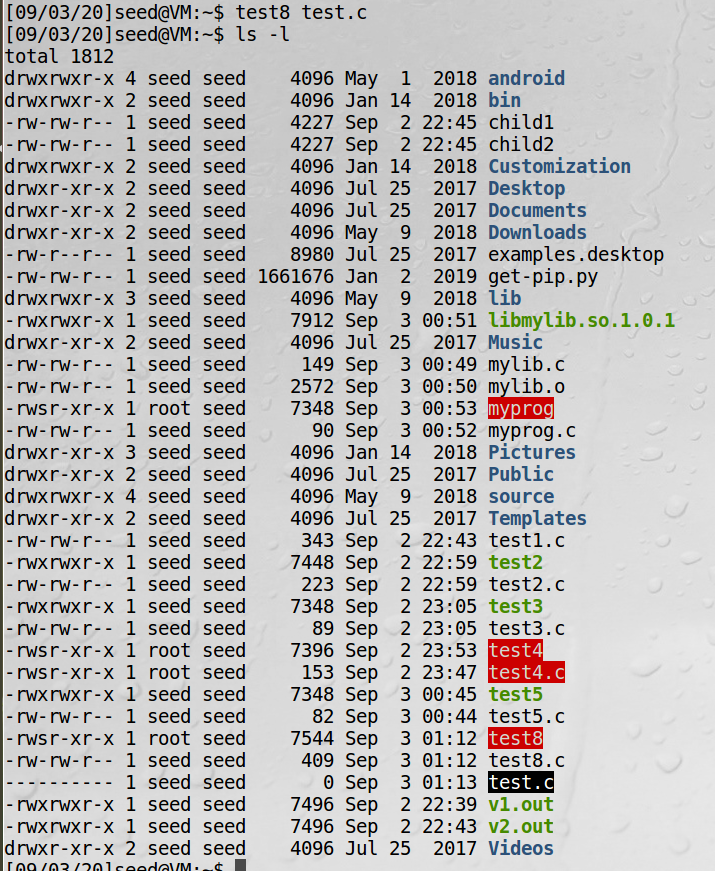 [09/03/20]seed@VM:~$ test8 test.c
[09/03/20]seed@VM:~$ ls -l
total 1812
drwxrwxr-x 4 seed seed    4096 May  1  2018 android
drwxrwxr-x 2 seed seed    4096 Jan 14  2018 bin
-rw-rw-r-- 1 seed seed    4227 Sep  2 22:45 child1
-rw-rw-r-- 1 seed seed    4227 Sep  2 22:45 child2
drwxrwxr-x 2 seed seed    4096 Jan 14  2018 Customization
drwxr-xr-x 2 seed seed    4096 Jul 25  2017 Desktop
drwxr-xr-x 2 seed seed    4096 Jul 25  2017 Documents
drwxr-xr-x 2 seed seed    4096 May  9  2018 Downloads
-rw-r--r-- 1 seed seed    8980 Jul 25  2017 examples.desktop
-rw-rw-r-- 1 seed seed 1661676 Jan  2  2019 get-pip.py
drwxrwxr-x 3 seed seed    4096 May  9  2018 lib
-rwxrwxr-x 1 seed seed    7912 Sep  3 00:51 libmylib.so.1.0.1
drwxr-xr-x 2 seed seed    4096 Jul 25  2017 Music
-rw-rw-r-- 1 seed seed     149 Sep  3 00:49 mylib.c
-rw-rw-r-- 1 seed seed    2572 Sep  3 00:50 mylib.o
-rwsr-xr-x 1 root seed    7348 Sep  3 00:53 myprog
-rw-rw-r-- 1 seed seed      90 Sep  3 00:52 myprog.c
drwxr-xr-x 3 seed seed    4096 Jan 14  2018 Pictures
drwxr-xr-x 2 seed seed    4096 Jul 25  2017 Public
drwxrwxr-x 4 seed seed    4096 May  9  2018 source
drwxr-xr-x 2 seed seed    4096 Jul 25  2017 Templates
-rw-rw-r-- 1 seed seed     343 Sep  2 22:43 test1.c
-rwxrwxr-x 1 seed seed    7448 Sep  2 22:59 test2
-rw-rw-r-- 1 seed seed     223 Sep  2 22:59 test2.c
-rwxrwxr-x 1 seed seed    7348 Sep  2 23:05 test3
-rw-rw-r-- 1 seed seed      89 Sep  2 23:05 test3.c
-rwsr-xr-x 1 root seed    7396 Sep  2 23:53 test4
-rwsr-xr-x 1 root seed     153 Sep  2 23:47 test4.c
-rwxrwxr-x 1 seed seed    7348 Sep  3 00:45 test5
-rw-rw-r-- 1 seed seed      82 Sep  3 00:44 test5.c
-rwsr-xr-x 1 root seed    7544 Sep  3 01:12 test8
-rw-rw-r-- 1 seed seed     409 Sep  3 01:12 test8.c
---------- 1 seed seed       0 Sep  3 01:13 test.c
-rwxrwxr-x 1 seed seed    7496 Sep  2 22:39 v1.out
-rwxrwxr-x 1 seed seed    7496 Sep  2 22:43 v2.out
drwxr-xr-x 2 seed seed    4096 Jul 25  2017 Videos
[09/03/20]seed@VM:~$